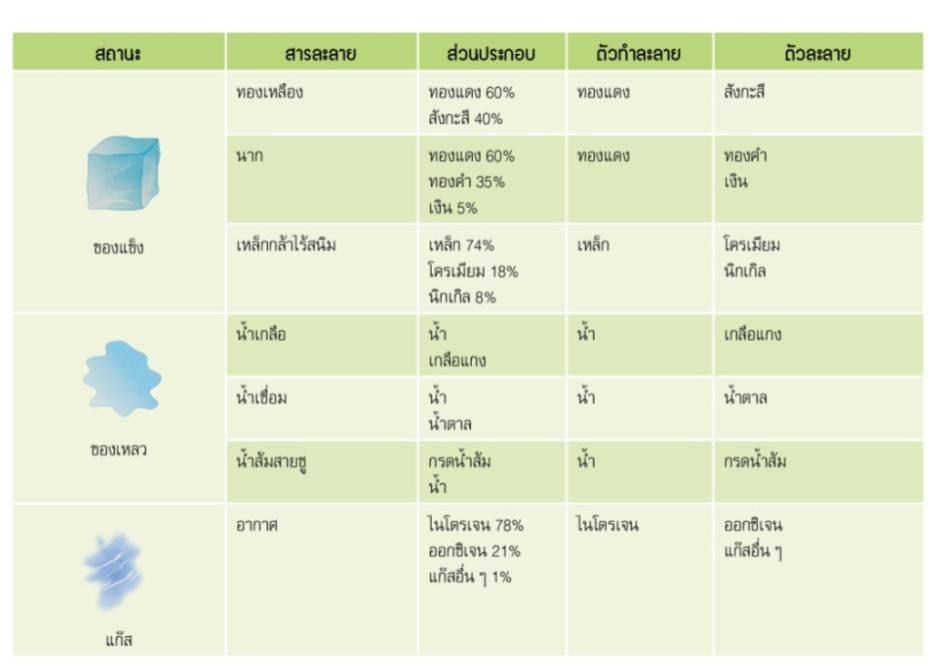 สถานะ สารละลาย ส่วนประกอบ ตัวทำละลาย ตัวละลาย
ของแข็ง
ทองเหลือง ทองแดง 60% ทองแดง สังกะสี
สังกะสี 40%
นาก ทองแดง 60% ทองแดง ทองคำ
ทองคำ 35% เงิน
เงิน 5%
เหล็กกล้าไร้สนิม เหล็ก 74% เหล็ก โครเมียม
โครเมียม 18% นิกเกิล
นิกเกิล 8%
ของเหลว
น้ำเกลือ น้ำ น้ำ เกลือแกง
เกลือแกง
น้ำเชื่อม น้ำ น้ำ น้ำตาล
น้ำตาล
น้ำส้มสายชู กรดน้ำส้ม น้ำ กรดน้ำส้ม
น้ำ
แก๊ส
อากาศ ไนโตรเจน 78% ไนโตรเจน ออกซิเจน
ออกซิเจน 21% แก๊สอื่น ๆ
แก๊สอื่น ๆ 1%